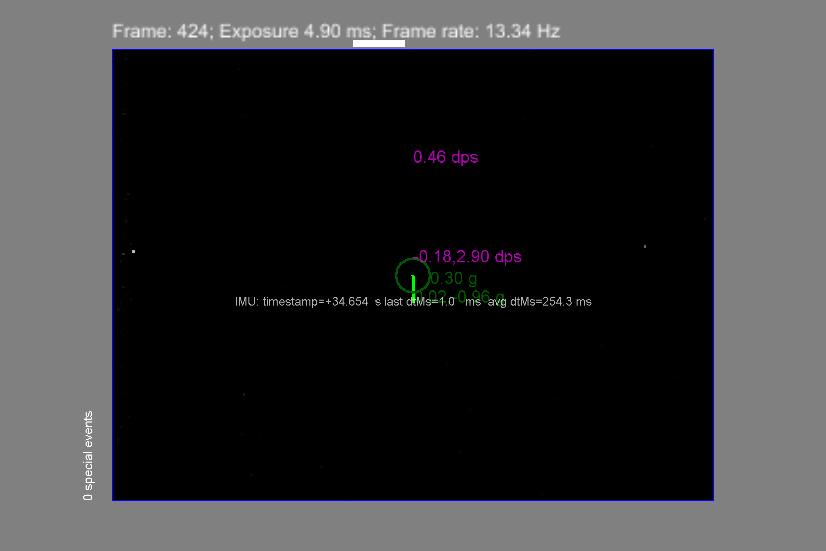 Frame: 424; Exposure 4.90 ms; Frame rate: 13.34 Hz
0.46 dps
-0.18,2.90 dps
0.30 g
-0.96 g
IMU: timestamp=+34.654 s last dtMs=1.0 ms avg dtMs=254.3 ms
0 special events